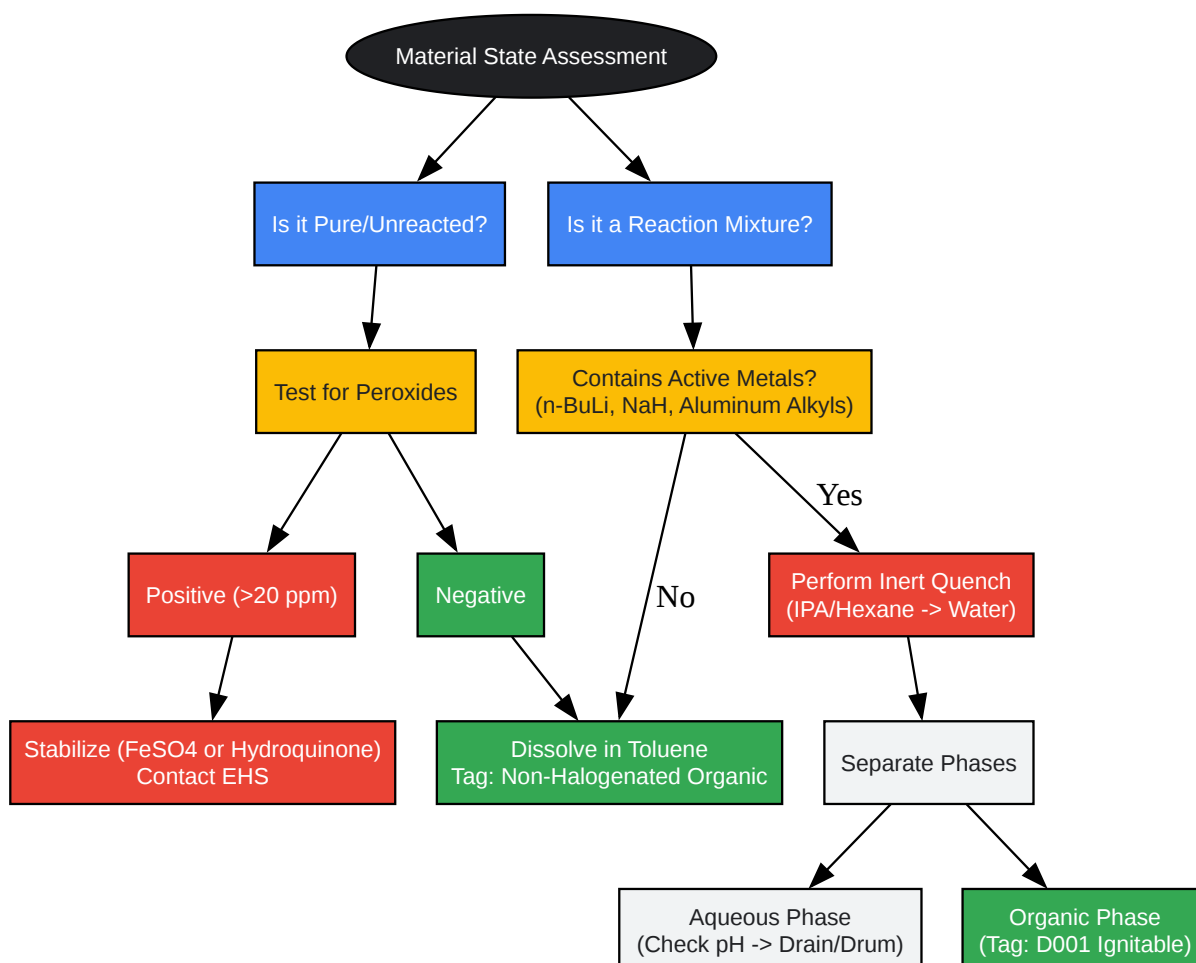 Material State Assessment
Is it Pure/Unreacted?
Is it a Reaction Mixture?
Test for Peroxides
Contains Active Metals?
(n-BuLi, NaH, Aluminum Alkyls)
Yes
No
Positive (>20 ppm)
Negative
Perform Inert Quench
(IPA/Hexane -> Water)
Stabilize (FeSO4 or Hydroquinone)
Contact EHS
Dissolve in Toluene
Tag: Non-Halogenated Organic
Separate Phases
Aqueous Phase
(Check pH -> Drain/Drum)
Organic Phase
(Tag: D001 Ignitable)